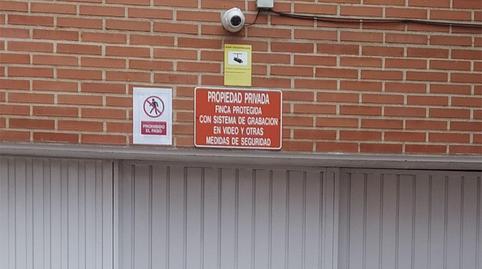 PROPIEDAD PRIVADA
FINCA PROTEGIDA
CON SISTEMA DE GRABACION
EN VIDEO Y OTRAS
MEDIDAS DE SEGURIDAD
PROHIBIDO
EL PASO